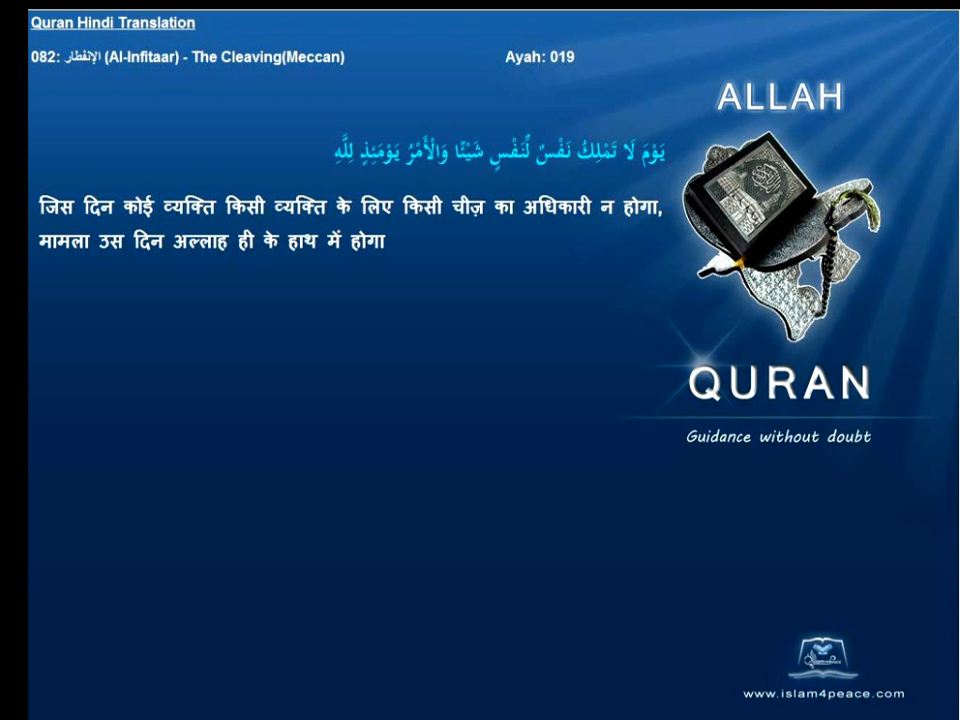 Quran Hindi Translation
082: الإنفطار (Al-Infitaar) - The Cleaving(Meccan) Ayah: 019
ALLAH
يَوْمَ لَا تَمْلِكُ نَفْسٌ لِّنَفْسٍ شَيْئًا وَالْأَمْرُ يَوْمَئِذٍ لِلَّهِ
जिस दिन कोई व्यक्ति किसी व्यक्ति के लिए किसी चीज़ का अधिकारी न होगा,
मामला उस दिन अल्लाह ही के हाथ में होगा
QURAN
Guidance without doubt
www.islam4peace.com